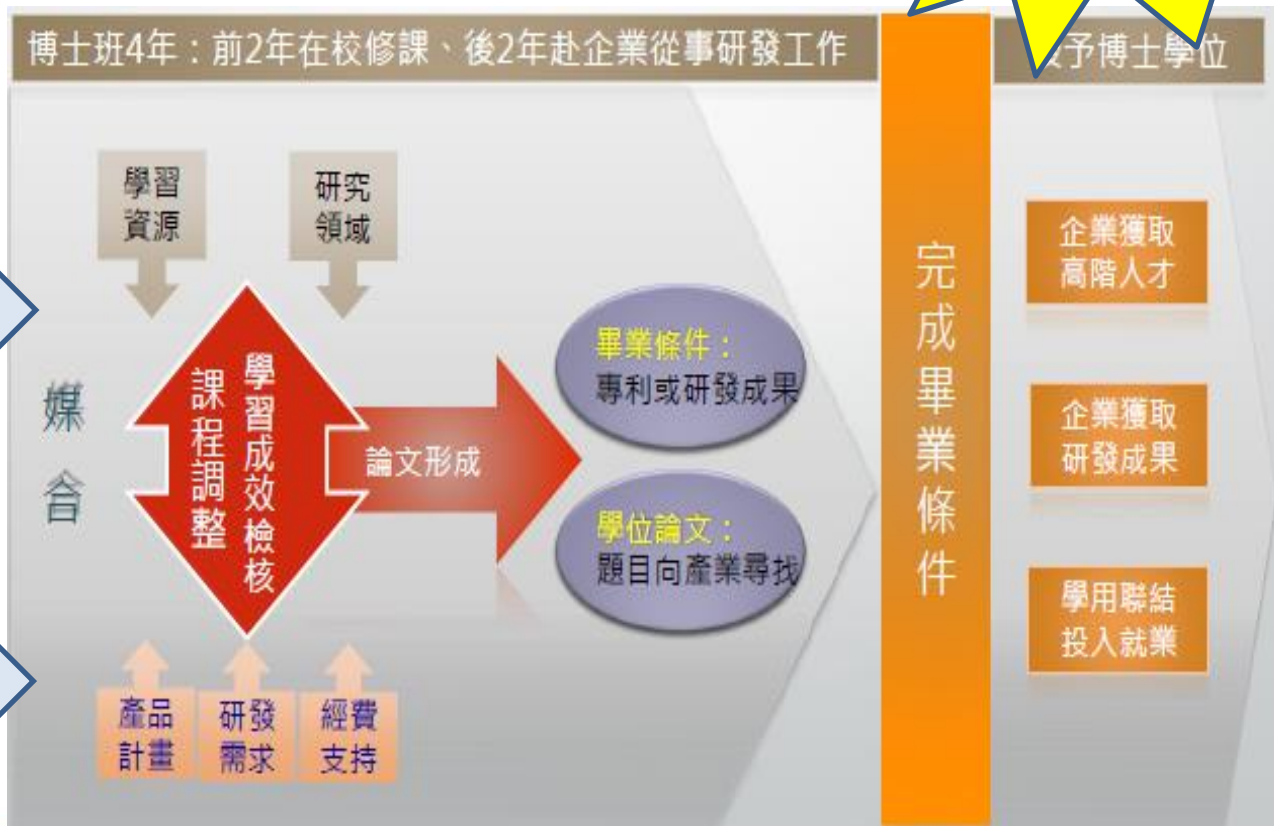 博士班4年：前2年在校修課、後2年赴企業從事研發工作
予博士學位
學習
資源
研究
領域
媒合
學習成效檢核
課程調整
論文形成
畢業條件：
專利或研發成果
學位論文：
題目向產業尋找
產品
計畫
研發
需求
經費
支持
完成畢業條件
企業獲取
高階人才
企業獲取
研發成果
學用聯結
投入就業